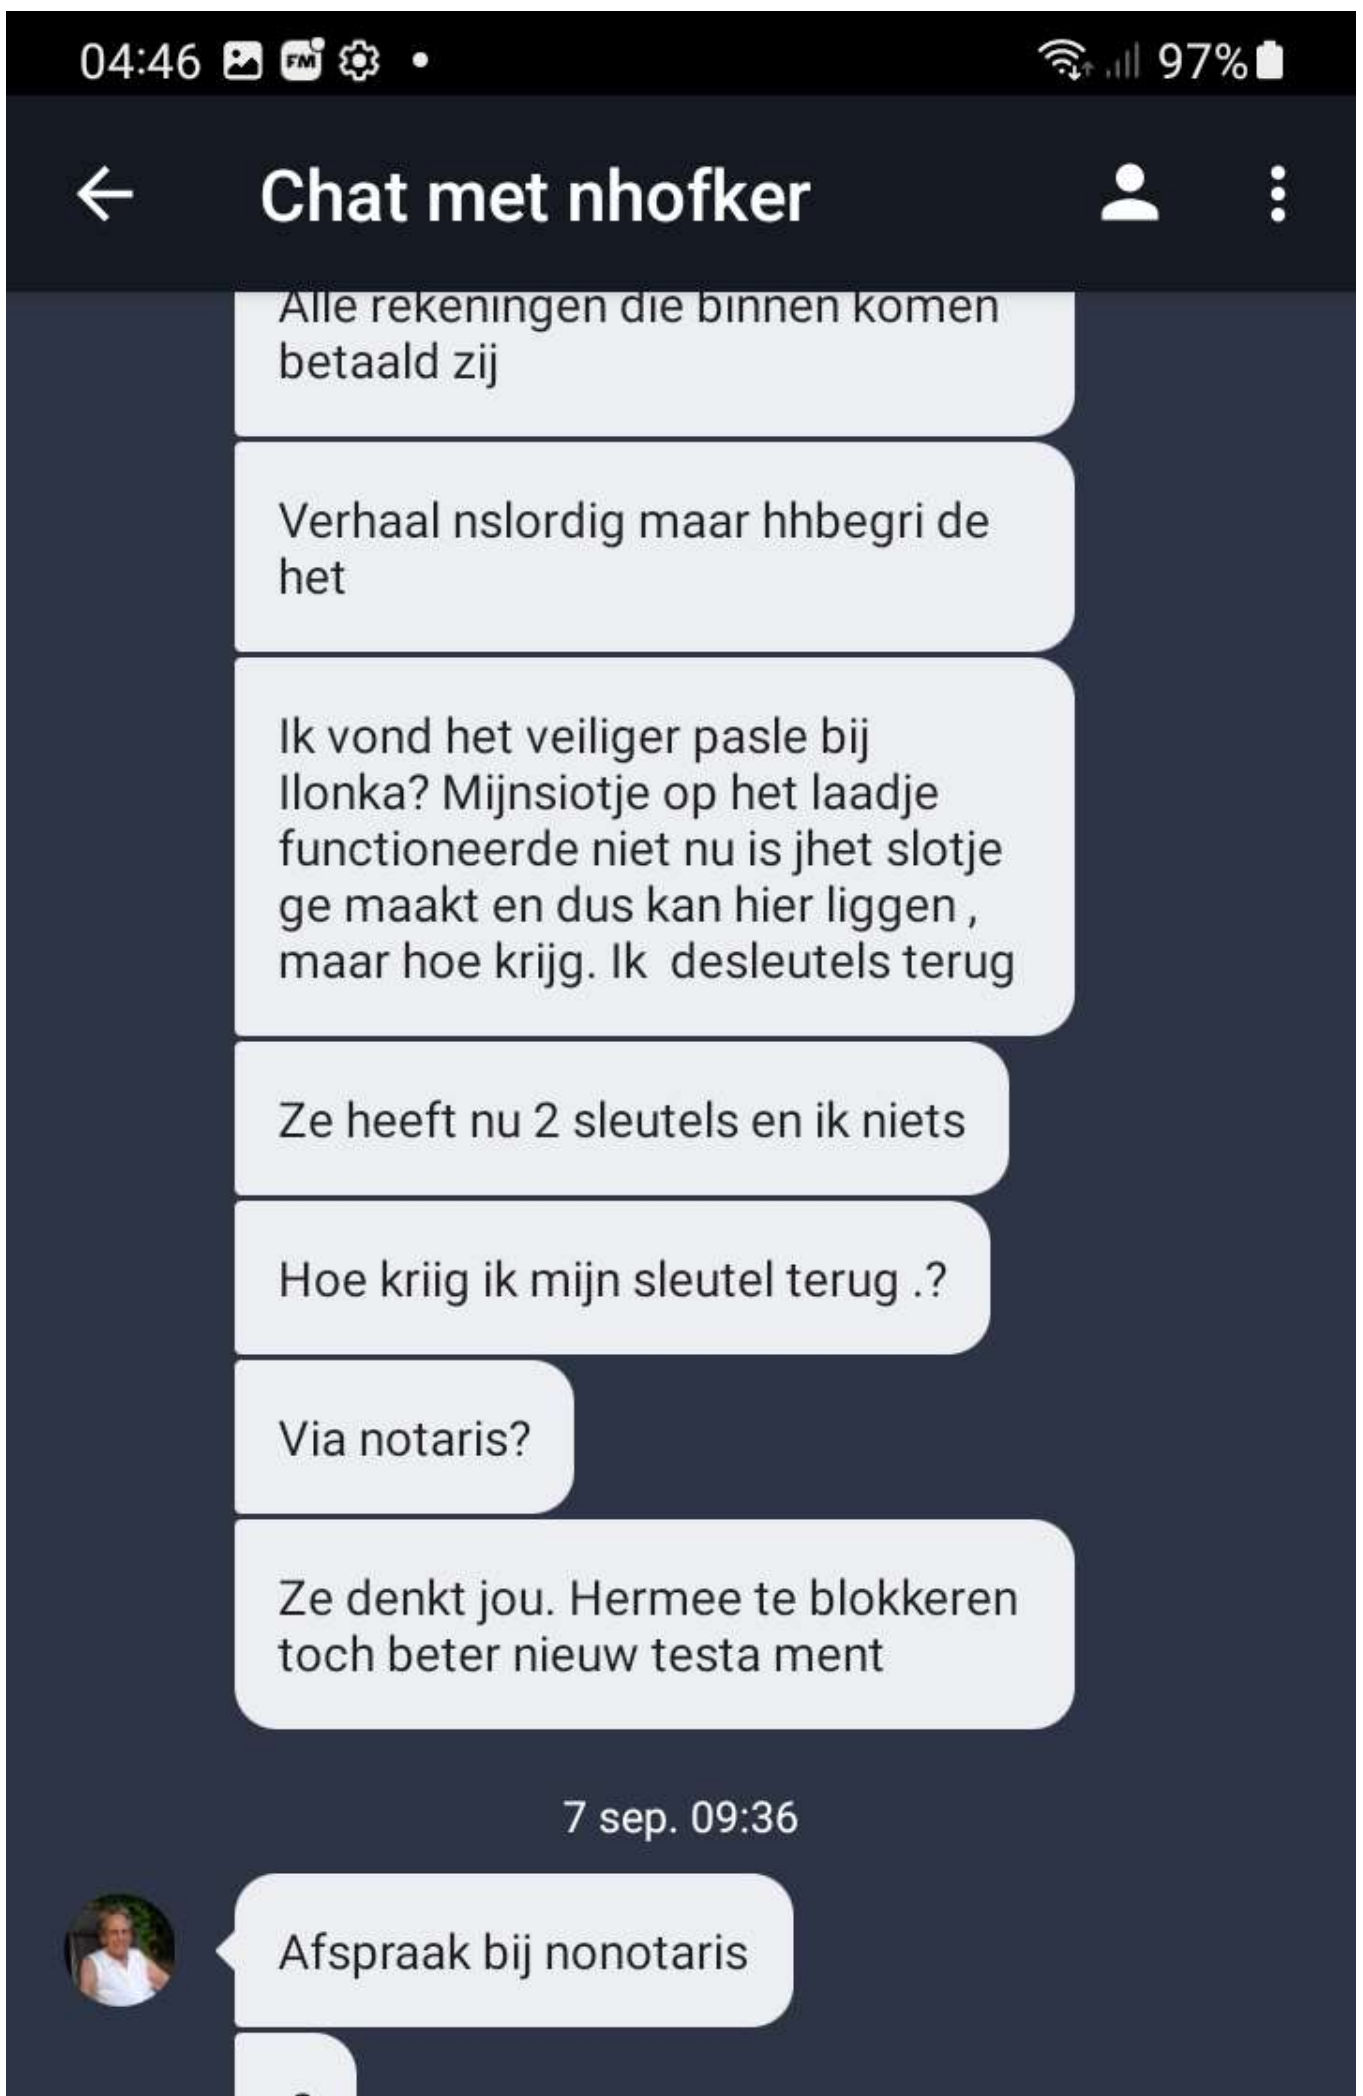 04:46 FM 97%
Chat met nhofker
Alle rekeningen die binnen komen
betaald zij
Verhaal nslordig maar hhbegri de
het
Ik vond het veiliger pasle bij
Ilonka? Mijnsiotje op het laadje
functioneerde niet nu is jhet slotje
ge maakt en dus kan hier liggen ,
maar hoe krijg. Ik  desleutels terug
Ze heeft nu 2 sleutels en ik niets
Hoe kriig ik mijn sleutel terug .?
Via notaris?
Ze denkt jou. Hermee te blokkeren
toch beter nieuw testa ment
7 sep. 09:36
Afspraak bij nonotaris